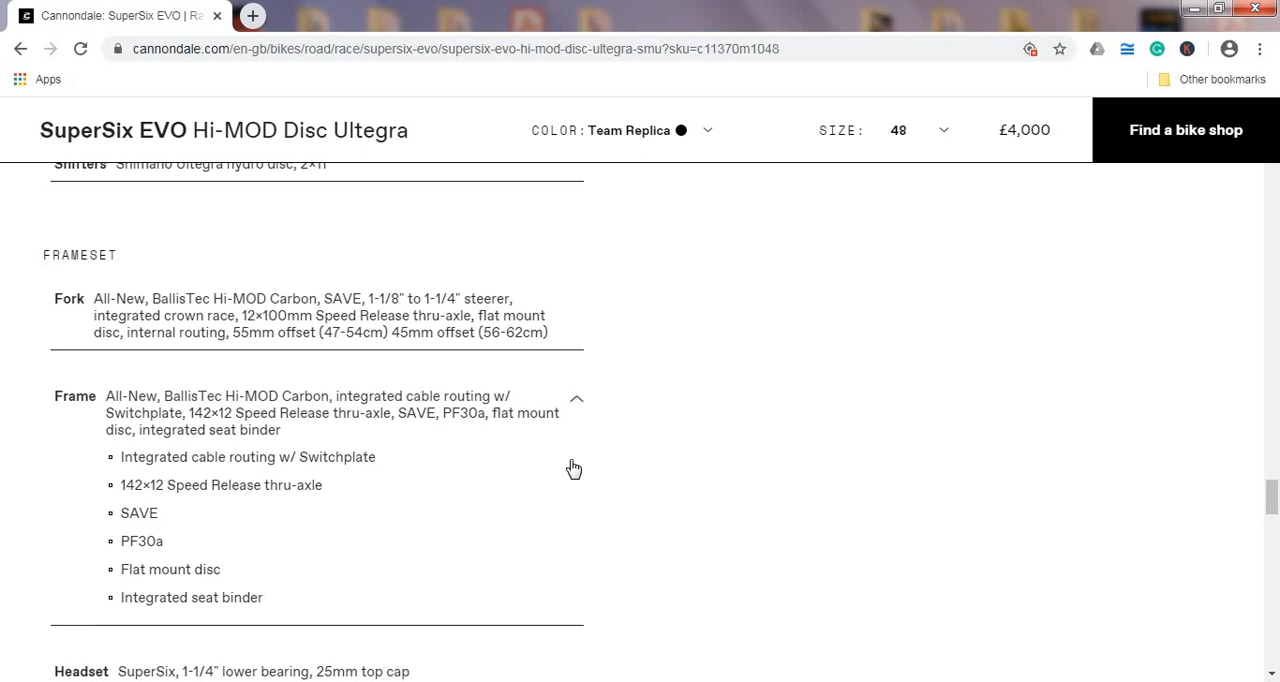 Cannondale: SuperSix EVO | Ra
cannondale.com/en-gb/bikes/road/race/supersix-evo/supersix-evo-hi-mod-disc-ultegra-smu?sku=c11370m1048
Apps
Other bookmarks
SuperSix EVO Hi-MOD Disc Ultegra
COLOR: Team Replica
SIZE: 48
£4,000
Find a bike shop
Shifters Shimano Ultegra hydro disc, 2×11
FRAMESET
Fork All-New, BallisTec Hi-MOD Carbon, SAVE, 1-1/8" to 1-1/4" steerer,
integrated crown race, 12×100mm Speed Release thru-axle, flat mount
disc, internal routing, 55mm offset (47-54cm) 45mm offset (56-62cm)
Frame All-New, BallisTec Hi-MOD Carbon, integrated cable routing w/
Switchplate, 142×12 Speed Release thru-axle, SAVE, PF30a, flat mount
disc, integrated seat binder
Integrated cable routing w/ Switchplate
142×12 Speed Release thru-axle
SAVE
PF30a
Flat mount disc
Integrated seat binder
Headset SuperSix, 1-1/4" lower bearing, 25mm top cap